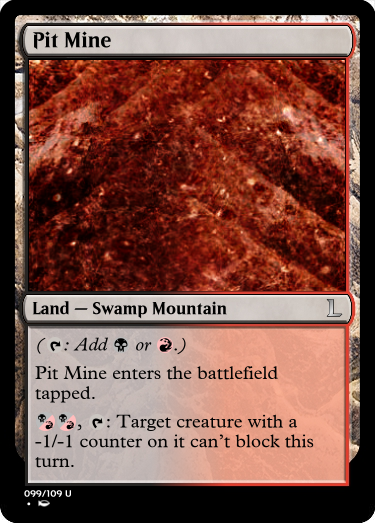 Pit Mine
Land — Swamp Mountain
L
(: Add or .)
Pit Mine enters the battlefield
tapped.
, : Target creature with a
-1/-1 counter on it can't block this
turn.
099/109 U